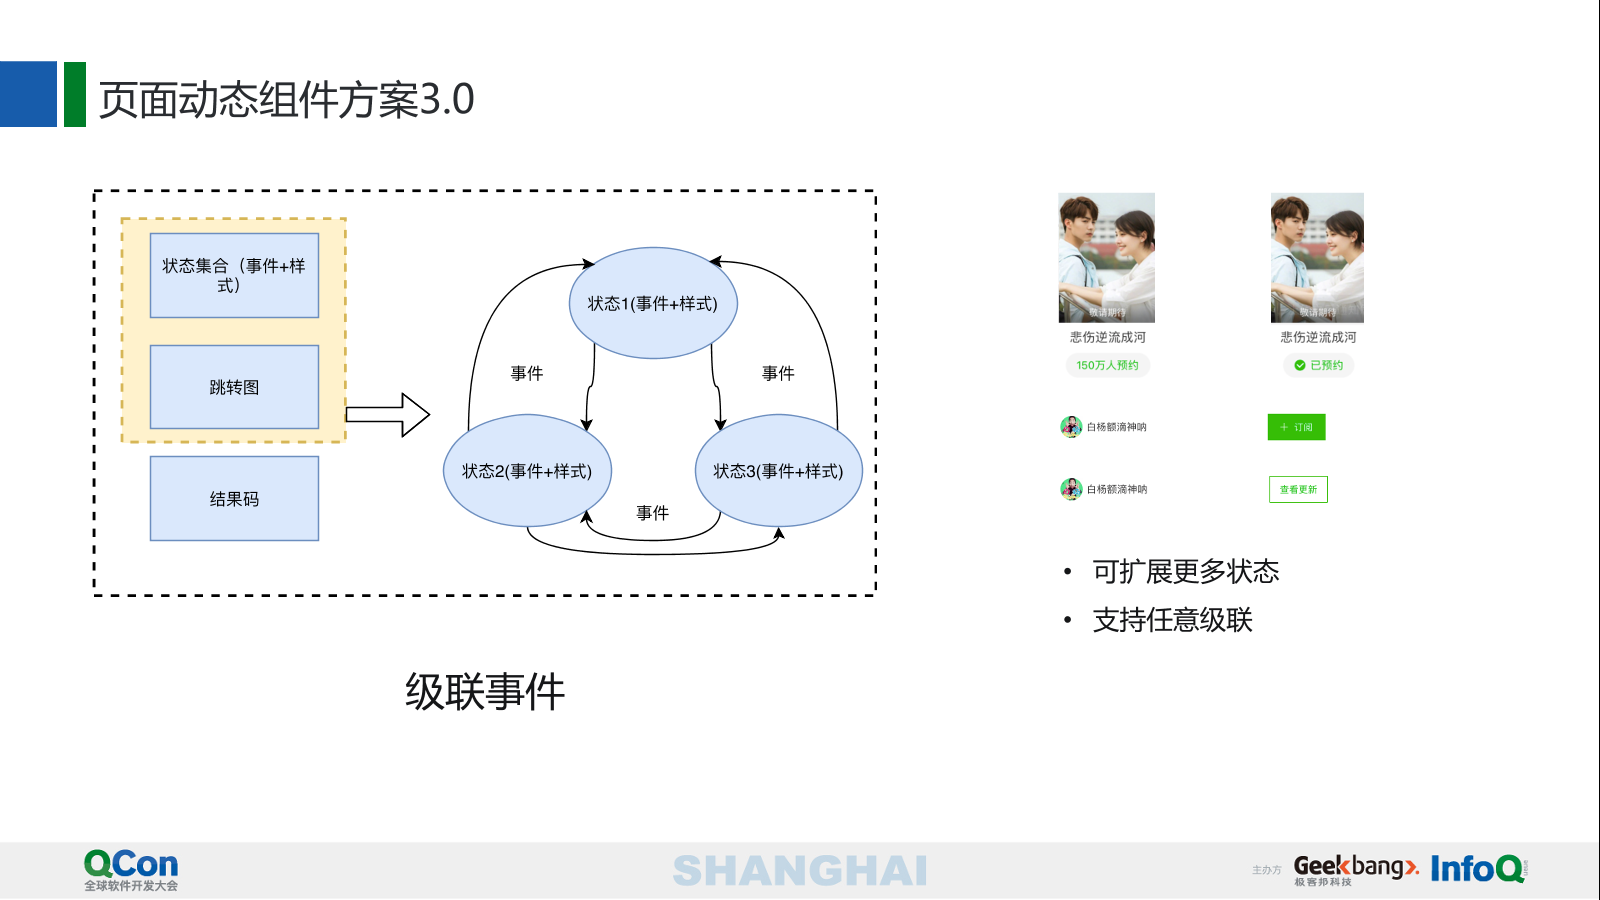 页面动态组件方案3.0
状态集合（事件+样
式）
跳转图
结果码
状态1(事件+样式)
事件
事件
状态2(事件+样式)
状态3(事件+样式)
事件
级联事件
敬请期待
敬请期待
悲伤逆流成河
悲伤逆流成河
150万人预约
已预约
白杨额滴神呐
＋ 订阅
白杨额滴神呐
查看更新
• 可扩展更多状态
• 支持任意级联
QCon
全球软件开发大会
SHANGHAI
主办方
Geekbang>.
极客邦科技
InfoQ